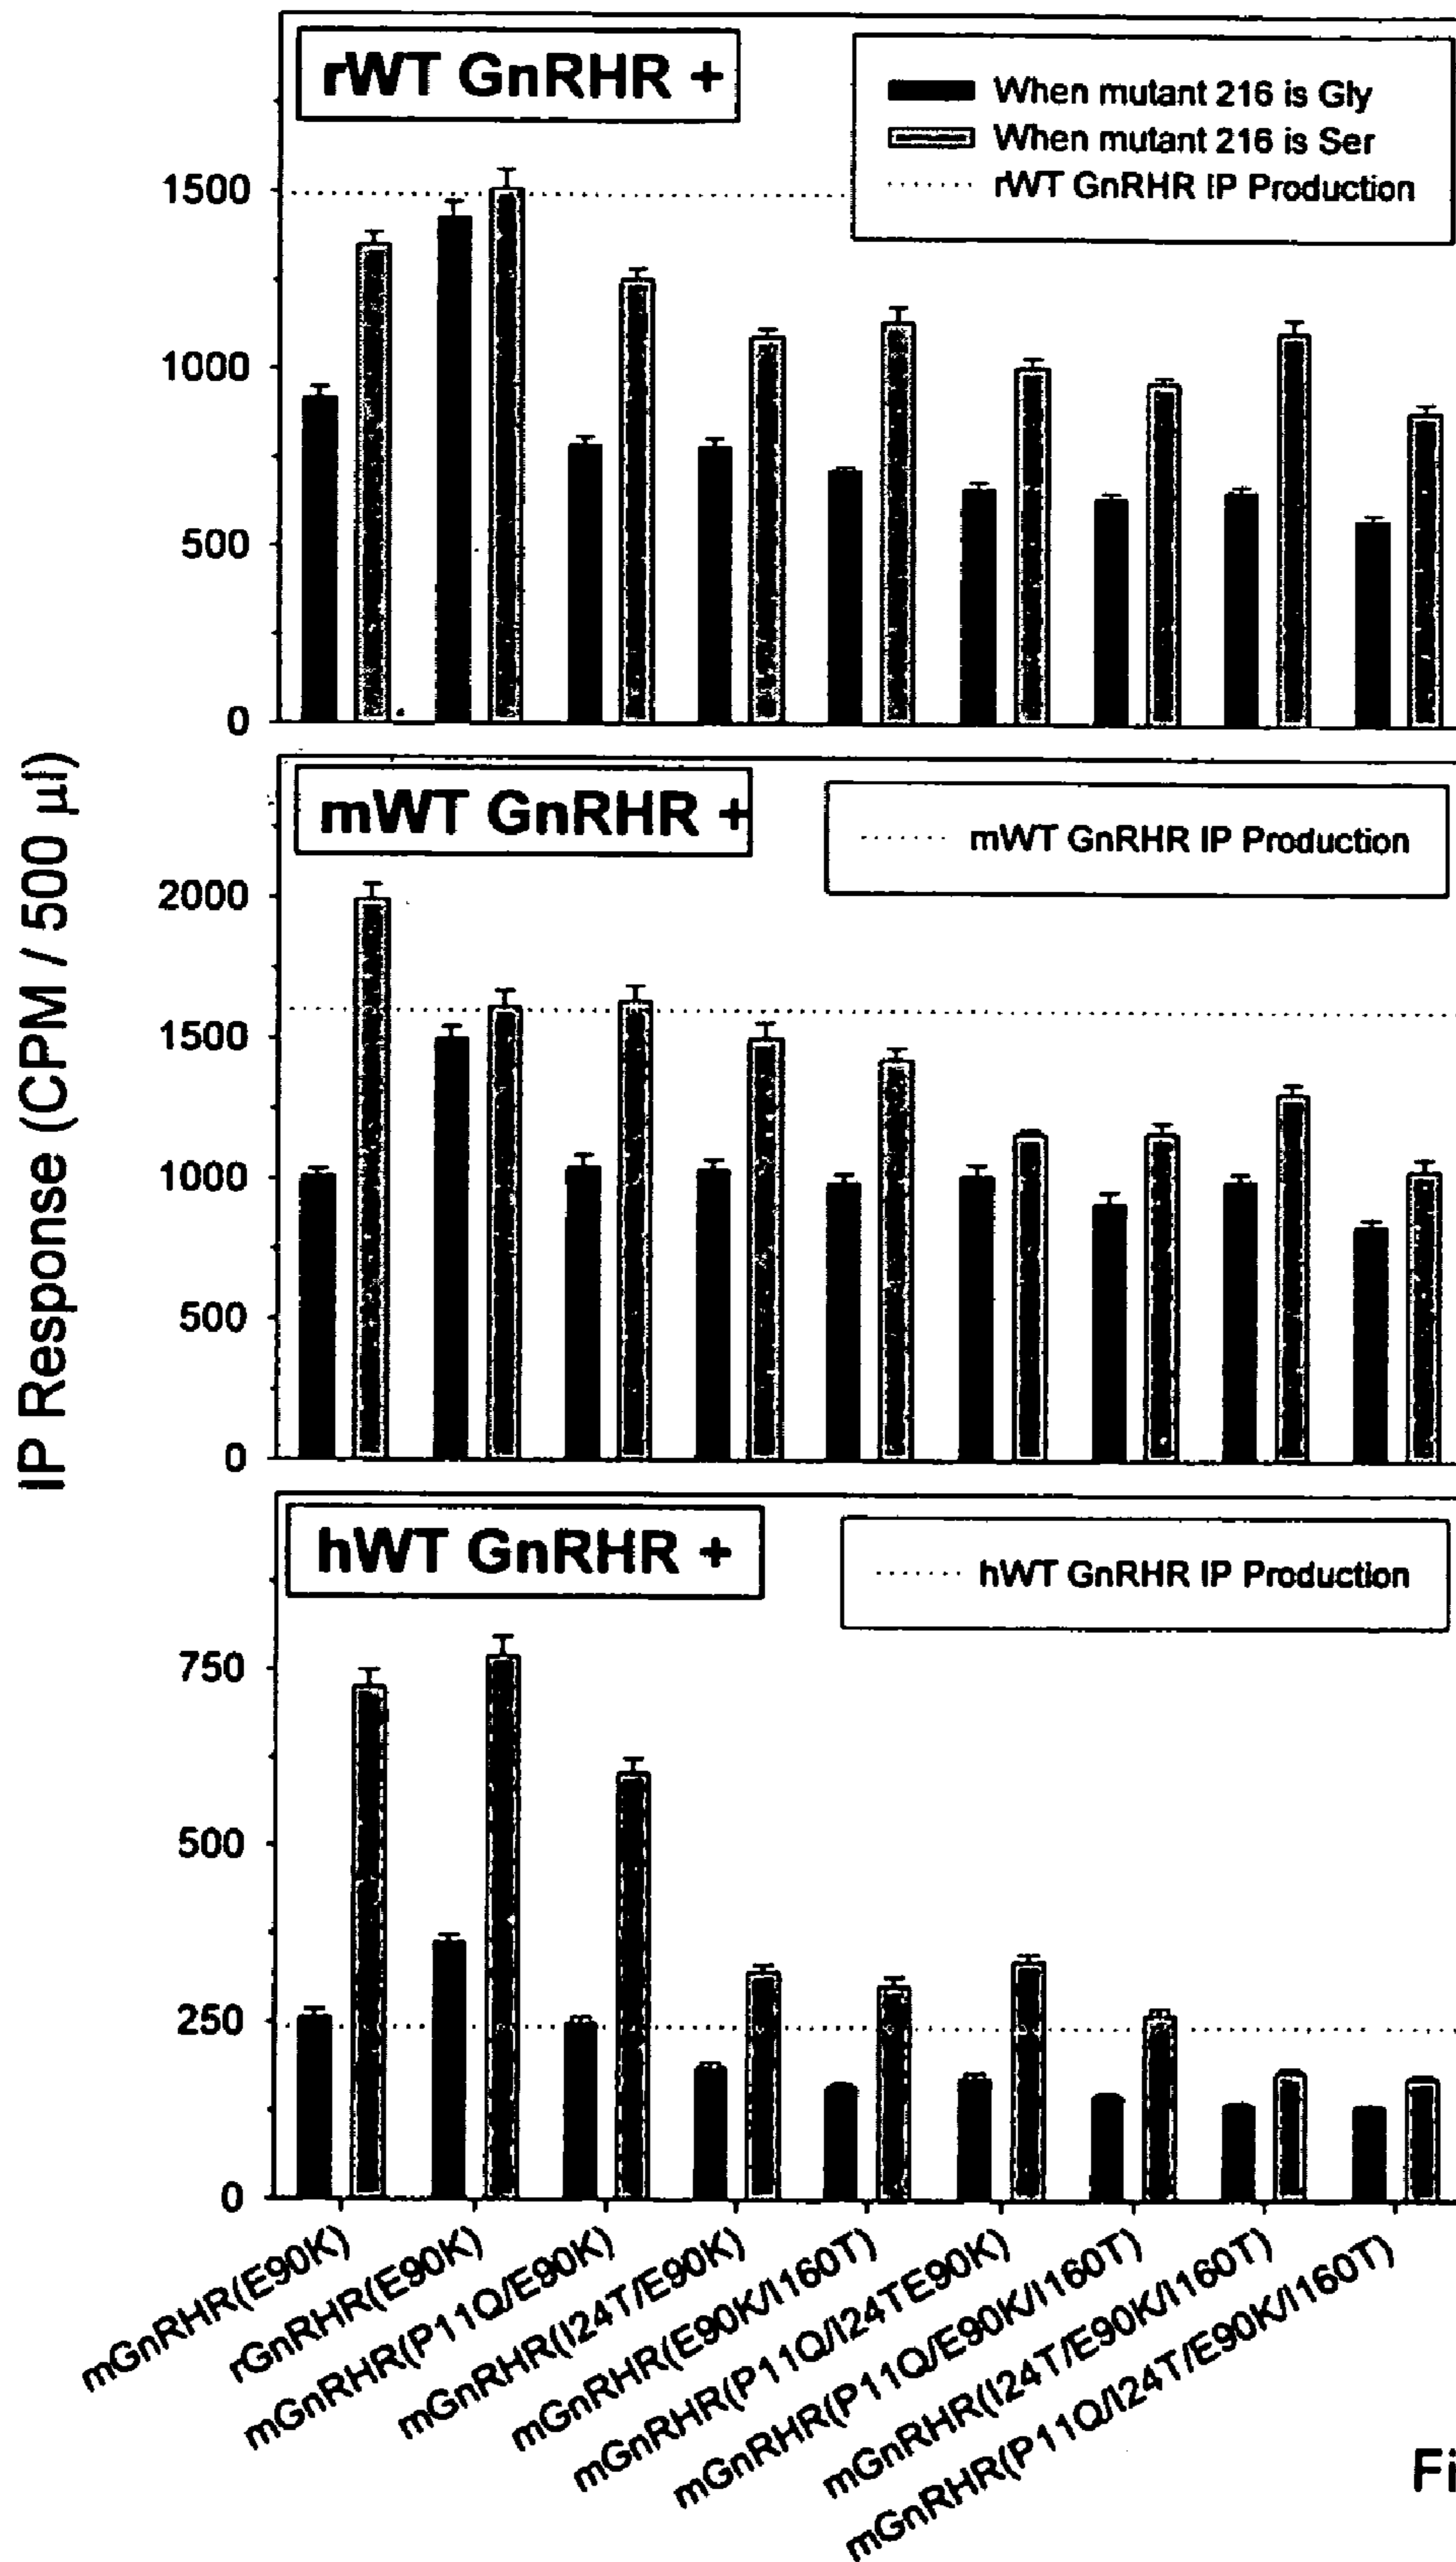 rWT GnRHR +
When mutant 216 is Gly
When mutant 216 is Ser
rWT GnRHR IP Production
1500
1000
500
0
mWT GnRHR +
mWT GnRHR IP Production
2000
1500
1000
500
0
IP Response (CPM / 500 µl)
hWT GnRHR +
hWT GnRHR IP Production
750
500
250
0
mGnRHR(E90K)
rGnRHR(E90K)
mGnRHR(P11Q/E90K)
mGnRHR(I24T/E90K)
mGnRHR(E90K/I160T)
mGnRHR(P11Q/I24TE90K)
mGnRHR(P11Q/E90K/I160T)
mGnRHR(I24T/E90K/I160T)
mGnRHR(P11Q/I24T/E90K/I160T)
Fi